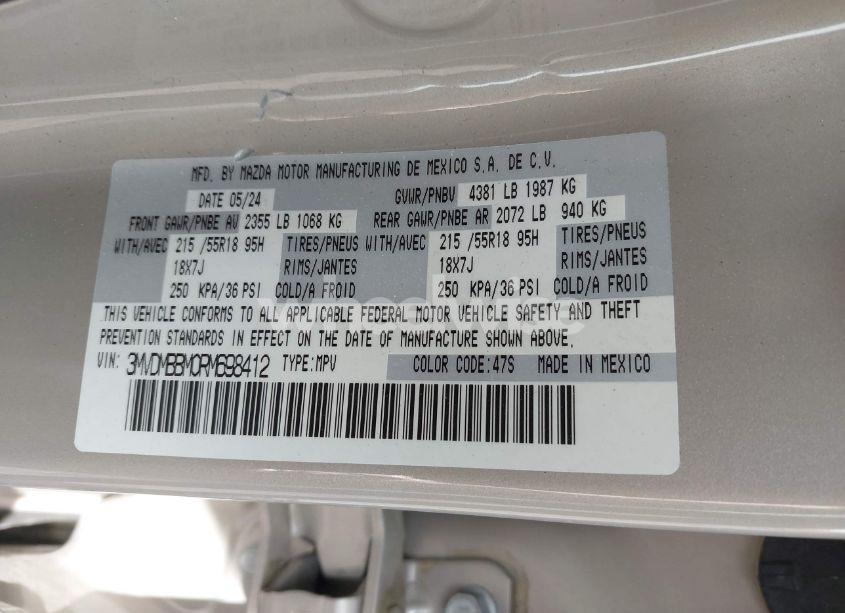 MFD. BY MAZDA MOTOR MANUFACTURING DE MEXICO S.A. DE C.V.
DATE 05/24 GVWR/PNBV 4381 LB 1987 KG
FRONT GAWR/PNBE AV 2355 LB 1068 KG REAR GAWR/PNBE AR 2072 LB 940 KG
WITH/AVEC 215 /55R18 95H TIRES/PNEUS WITH/AVEC 215 /55R18 95H TIRES/PNEUS
18X7J RIMS/JANTES 18X7J RIMS/JANTES
250 KPA/36 PSI COLD/A FROID 250 KPA/36 PSI COLD/A FROID
THIS VEHICLE CONFORMS TO ALL APPLICABLE FEDERAL MOTOR VEHICLE SAFETY AND THEFT
PREVENTION STANDARDS IN EFFECT ON THE DATE OF MANUFACTURE SHOWN ABOVE.
VIN: 3MVDMBBM0RM698412 TYPE:MPV COLOR CODE:47S MADE IN MEXICO